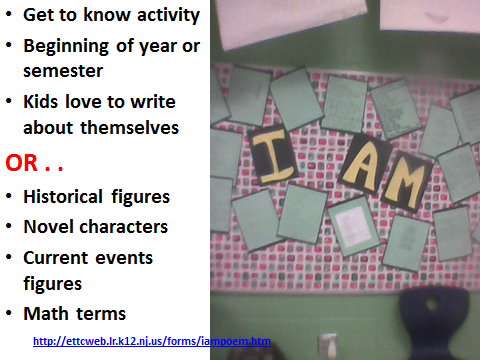 • Get to know activity
• Beginning of year or
semester
• Kids love to write
about themselves
OR . .
• Historical figures
• Novel characters
• Current events
figures
• Math terms
http://ettcweb.lr.k12.nj.us/forms/iampoem.htm
I AM